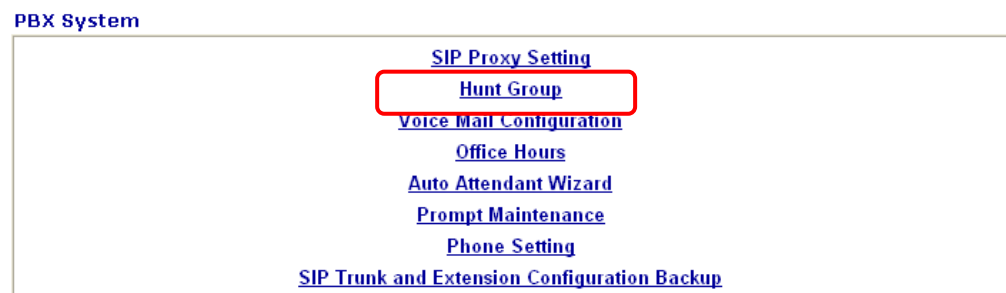 PBX System
SIP Proxy Setting
Hunt Group
Voice Mail Configuration
Office Hours
Auto Attendant Wizard
Prompt Maintenance
Phone Setting
SIP Trunk and Extension Configuration Backup